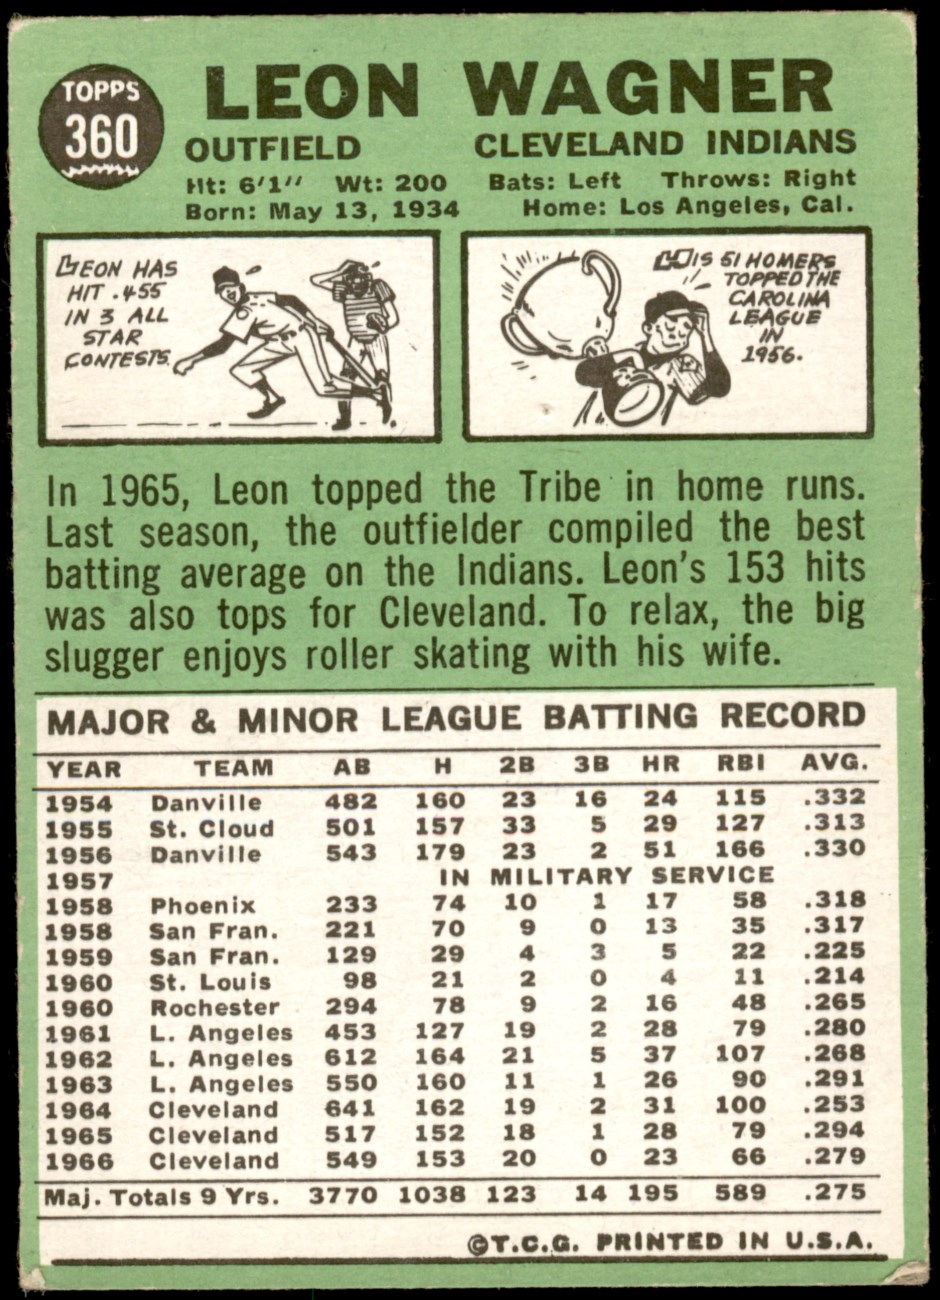 TOPPS
360
LEON WAGNER
OUTFIELD CLEVELAND INDIANS
Ht: 6'1" Wt: 200 Bats: Left Throws: Right
Born: May 13, 1934 Home: Los Angeles, Cal.
LEON HAS
HIT .455
IN 3 ALL
STAR
CONTESTS.
HIS 51 HOMERS
TOPPED THE
CAROLINA
LEAGUE
IN
1956.
In 1965, Leon topped the Tribe in home runs.
Last season, the outfielder compiled the best
batting average on the Indians. Leon's 153 hits
was also tops for Cleveland. To relax, the big
slugger enjoys roller skating with his wife.
MAJOR & MINOR LEAGUE BATTING RECORD
YEAR TEAM AB H 2B 3B HR RBI AVG.
1954 Danville 482 160 23 16 24 115 .332
1955 St. Cloud 501 157 33 5 29 127 .313
1956 Danville 543 179 23 2 51 166 .330
1957 IN MILITARY SERVICE
1958 Phoenix 233 74 10 1 17 58 .318
1958 San Fran. 221 70 9 0 13 35 .317
1959 San Fran. 129 29 4 3 5 22 .225
1960 St. Louis 98 21 2 0 4 11 .214
1960 Rochester 294 78 9 2 16 48 .265
1961 L. Angeles 453 127 19 2 28 79 .280
1962 L. Angeles 612 164 21 5 37 107 .268
1963 L. Angeles 550 160 11 1 26 90 .291
1964 Cleveland 641 162 19 2 31 100 .253
1965 Cleveland 517 152 18 1 28 79 .294
1966 Cleveland 549 153 20 0 23 66 .279
Maj. Totals 9 Yrs. 3770 1038 123 14 195 589 .275
©T.C.G. PRINTED IN U.S.A.